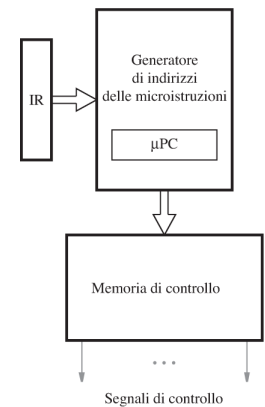 Generatore
di indirizzi
delle microistruzioni
IR
μPC
Memoria di controllo
...
Segnali di controllo